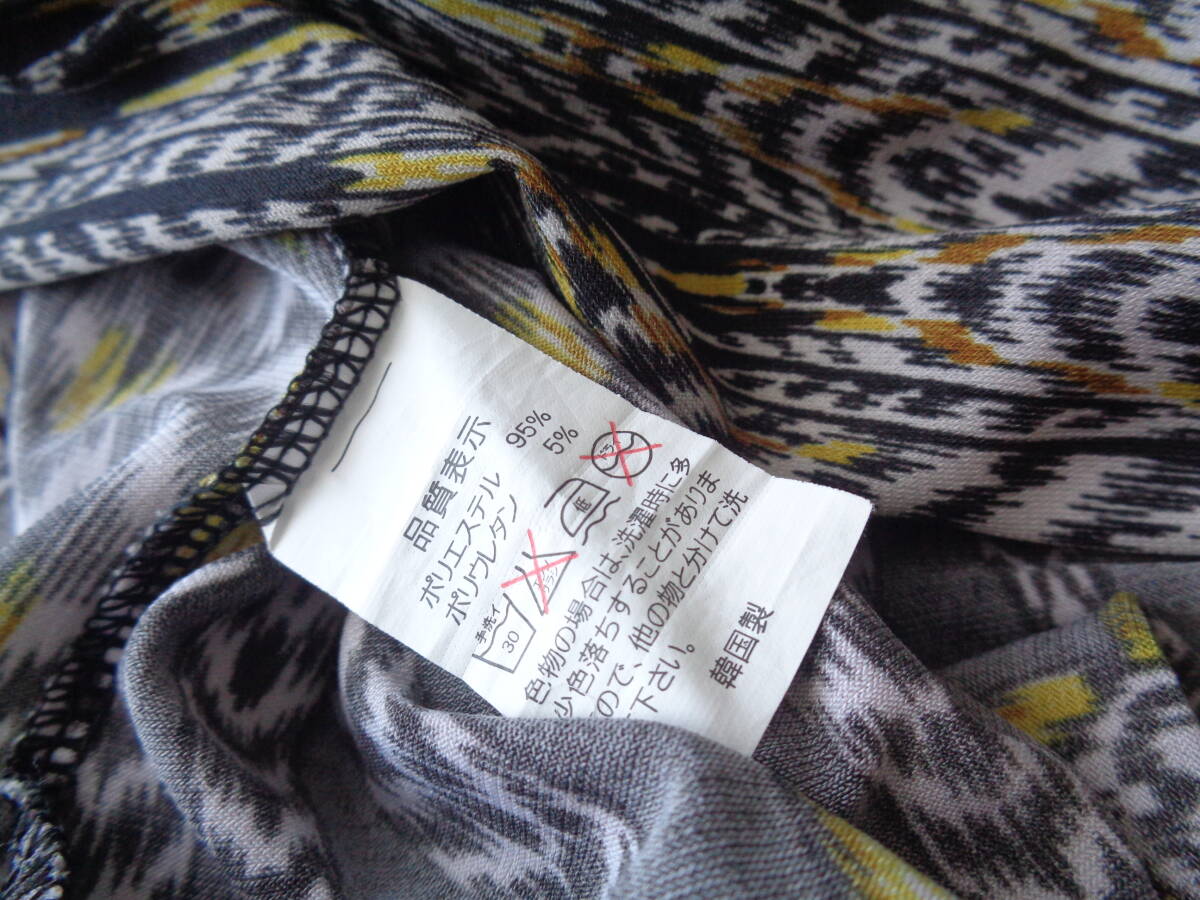 品質表示
ポリエステル 95%
ポリウレタン 5%
手洗イ
30
低
色物の場合は、洗濯時に多
少色落ちすることがありま
ので、他の物と分けて洗
下さい。
韓国製